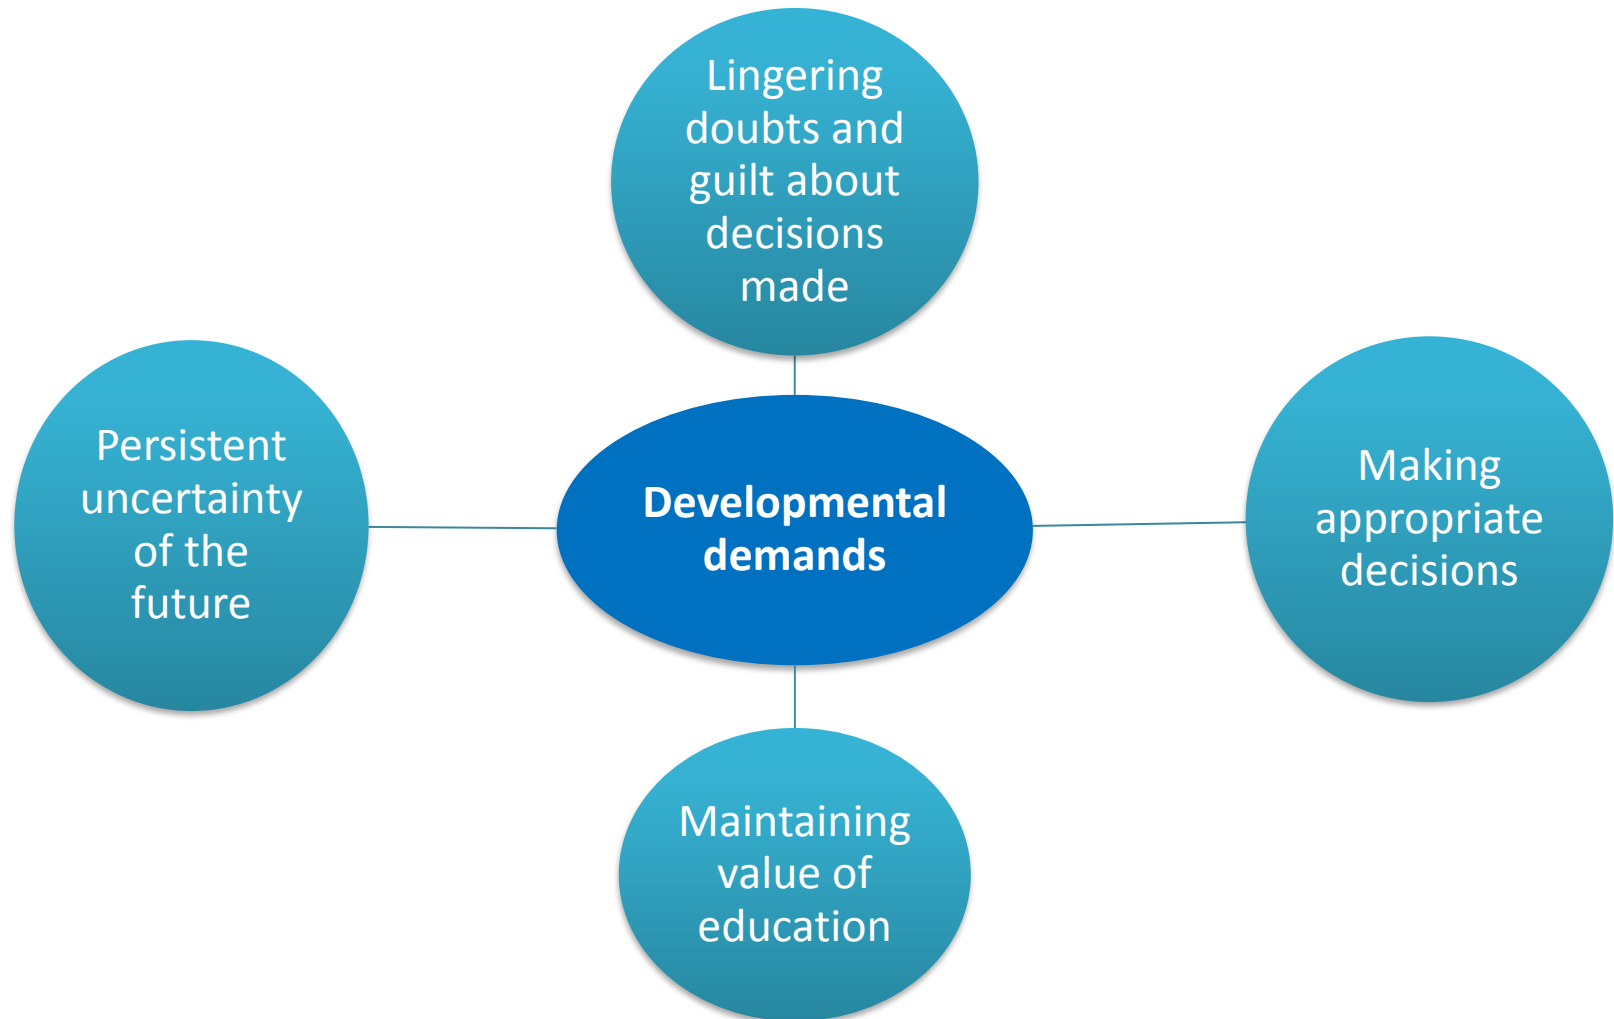 Lingering
doubts and
guilt about
decisions
made
Persistent
uncertainty
of the
future
Developmental
demands
Making
appropriate
decisions
Maintaining
value of
education